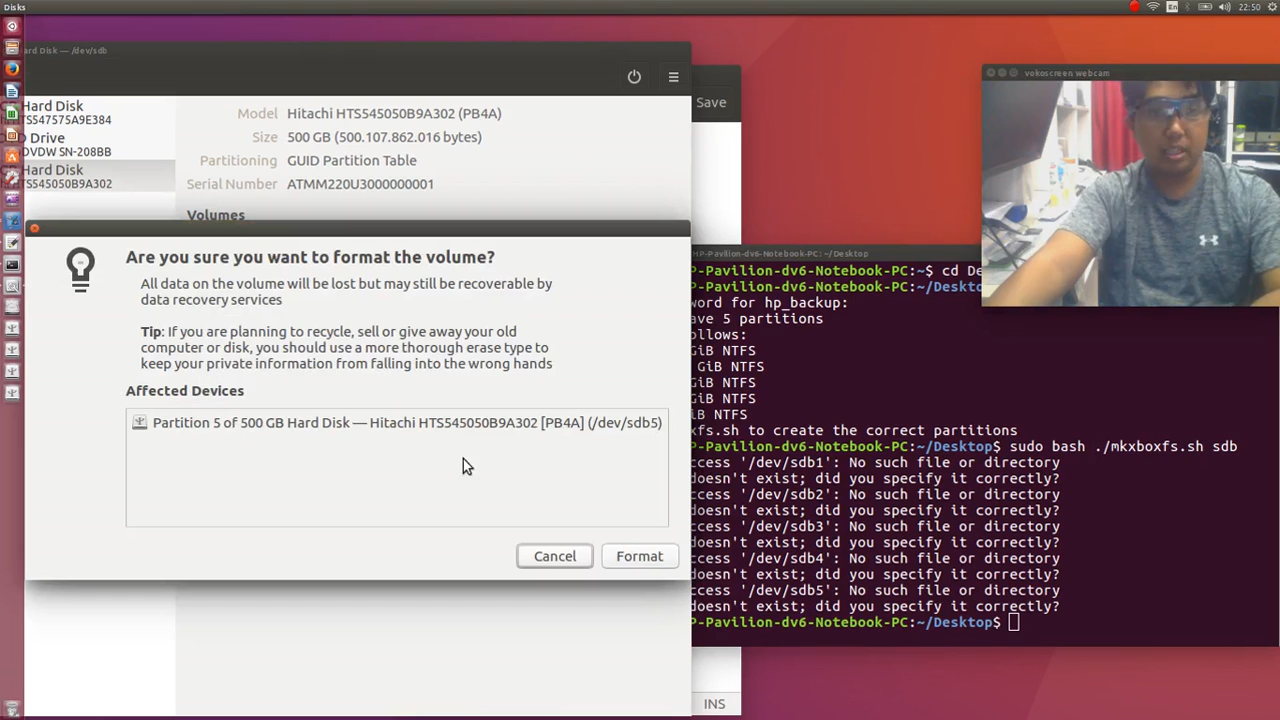 Disks
En
22:50
ard Disk — /dev/sdb
Hard Disk
TS547575A9E384
D Drive
DVDW SN-208BB
Hard Disk
TS545050B9A302
Model Hitachi HTS545050B9A302 (PB4A)
Size 500 GB (500.107.862.016 bytes)
Partitioning GUID Partition Table
Serial Number ATMM220U3000000001
Volumes
Save
vokoscreen webcam
Are you sure you want to format the volume?
All data on the volume will be lost but may still be recoverable by
data recovery services
Tip: If you are planning to recycle, sell or give away your old
computer or disk, you should use a more thorough erase type to
keep your private information from falling into the wrong hands
Affected Devices
Partition 5 of 500 GB Hard Disk — Hitachi HTS545050B9A302 [PB4A] (/dev/sdb5)
Cancel
Format
HP-Pavilion-dv6-Notebook-PC: ~/Desktop
P-Pavilion-dv6-Notebook-PC:~$ cd De
P-Pavilion-dv6-Notebook-PC:~/Deskto
word for hp_backup:
ave 5 partitions
ollows:
GiB NTFS
GiB NTFS
GiB NTFS
GiB NTFS
iB NTFS
xfs.sh to create the correct partitions
P-Pavilion-dv6-Notebook-PC:~/Desktop$ sudo bash ./mkxboxfs.sh sdb
ccess '/dev/sdb1': No such file or directory
doesn't exist; did you specify it correctly?
ccess '/dev/sdb2': No such file or directory
doesn't exist; did you specify it correctly?
ccess '/dev/sdb3': No such file or directory
doesn't exist; did you specify it correctly?
ccess '/dev/sdb4': No such file or directory
doesn't exist; did you specify it correctly?
ccess '/dev/sdb5': No such file or directory
doesn't exist; did you specify it correctly?
P-Pavilion-dv6-Notebook-PC:~/Desktop$
INS